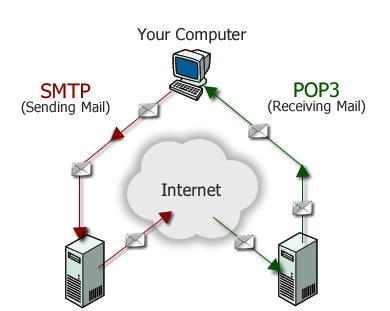 Your Computer
SMTP
(Sending Mail)
POP3
(Receiving Mail)
Internet